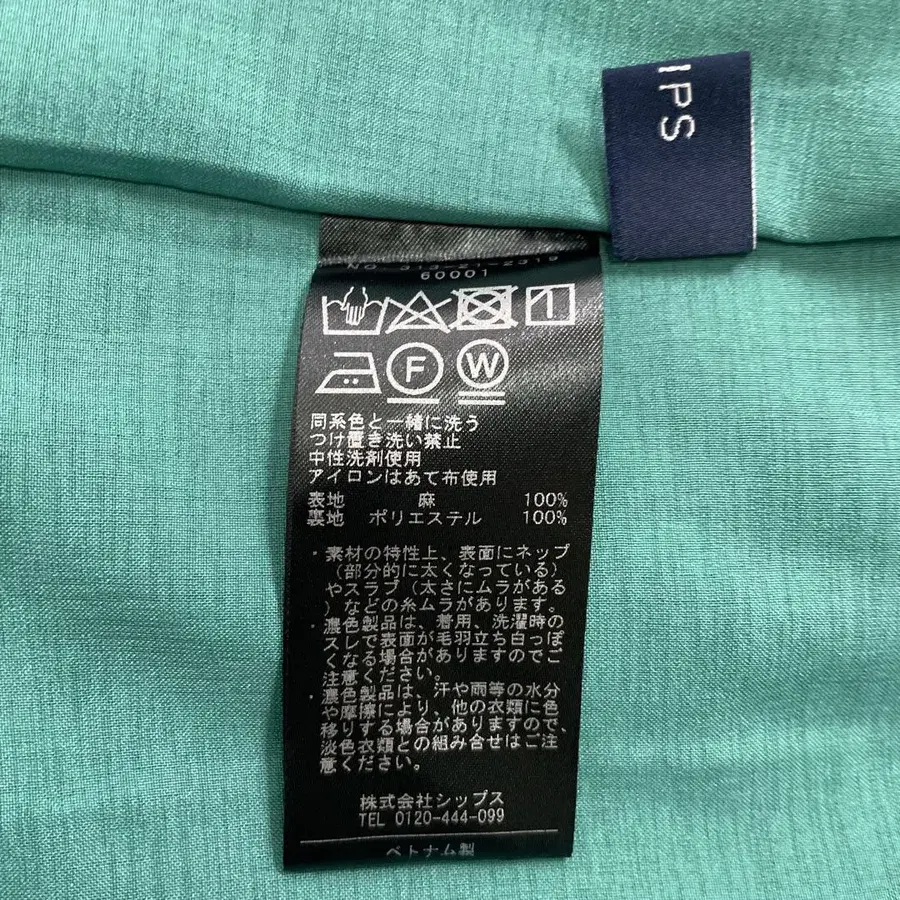 IPS
60001
F
W
同系色と一緒に洗う
つけ置き洗い禁止
中性洗剤使用
アイロンはあて布使用
表地 麻 100%
裏地 ポリエステル 100%
・素材の特性上、表面にネップ
(部分的に太くなっている)
やスラブ(太さにムラがある
)などの糸ムラがあります。
・濃色製品は、着用、洗濯時の
スレで表面が毛羽立ち白っぽ
くなる場合がありますのでご
注意ください。
・濃色製品は、汗や雨等の水分
や摩擦により、他の衣類に色
移りする場合がありますので、
淡色衣類との組み合せはご注
意ください。
株式会社シップス
TEL 0120-444-099
ベトナム製